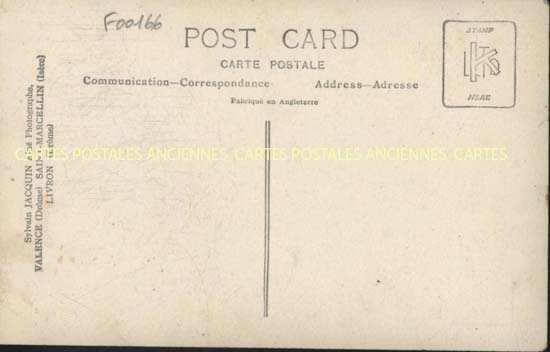 F00166
POST CARD
CARTE POSTALE
Communication—Correspondance
Address—Adresse
Fabriqué en Angleterre
STAMP
HERE
Sylvain JACQUIN Photographe,
VALENCE (Drôme) SAINT-MARCELLIN (Isère)
LIVRON (Drôme)
CARTES POSTALES ANCIENNES CARTES POSTALES ANCIENNES CARTES